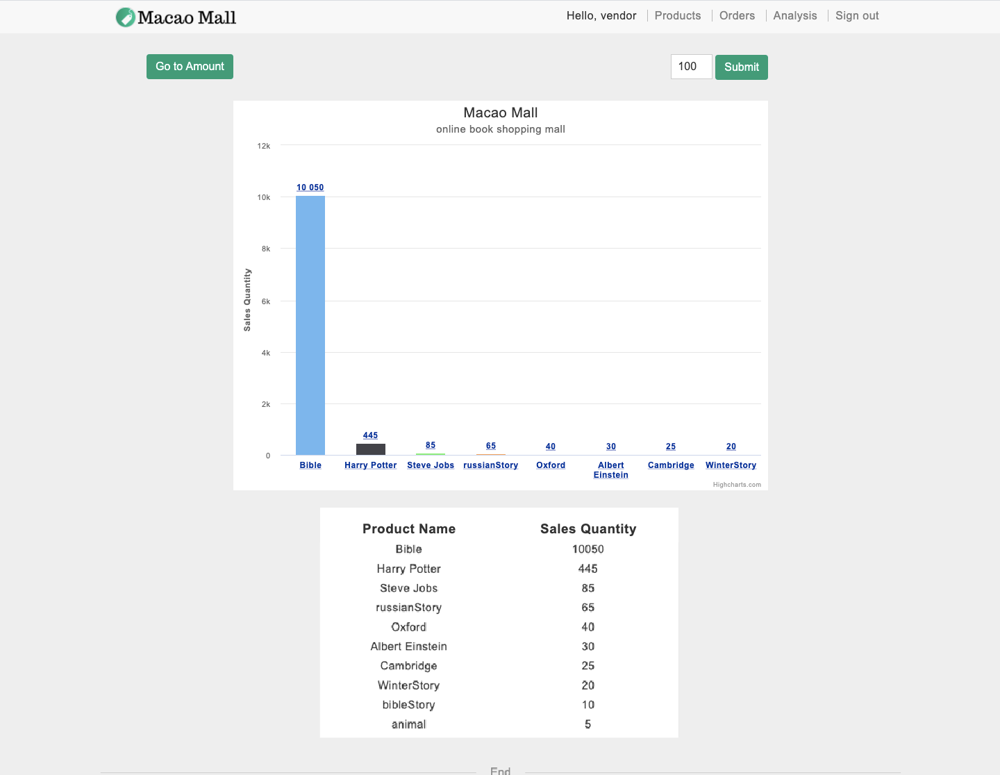 Macao Mall
Hello, vendor Products Orders Analysis Sign out
Go to Amount
100 Submit
Macao Mall
online book shopping mall
12k
10k
8k
6k
4k
2k
0
Sales Quantity
10 050
445
85
65
40
30
25
20
Bible
Harry Potter
Steve Jobs
russianStory
Oxford
Albert
Einstein
Cambridge
WinterStory
Highcharts.com
Product Name Sales Quantity
Bible 10050
Harry Potter 445
Steve Jobs 85
russianStory 65
Oxford 40
Albert Einstein 30
Cambridge 25
WinterStory 20
bibleStory 10
animal 5
End